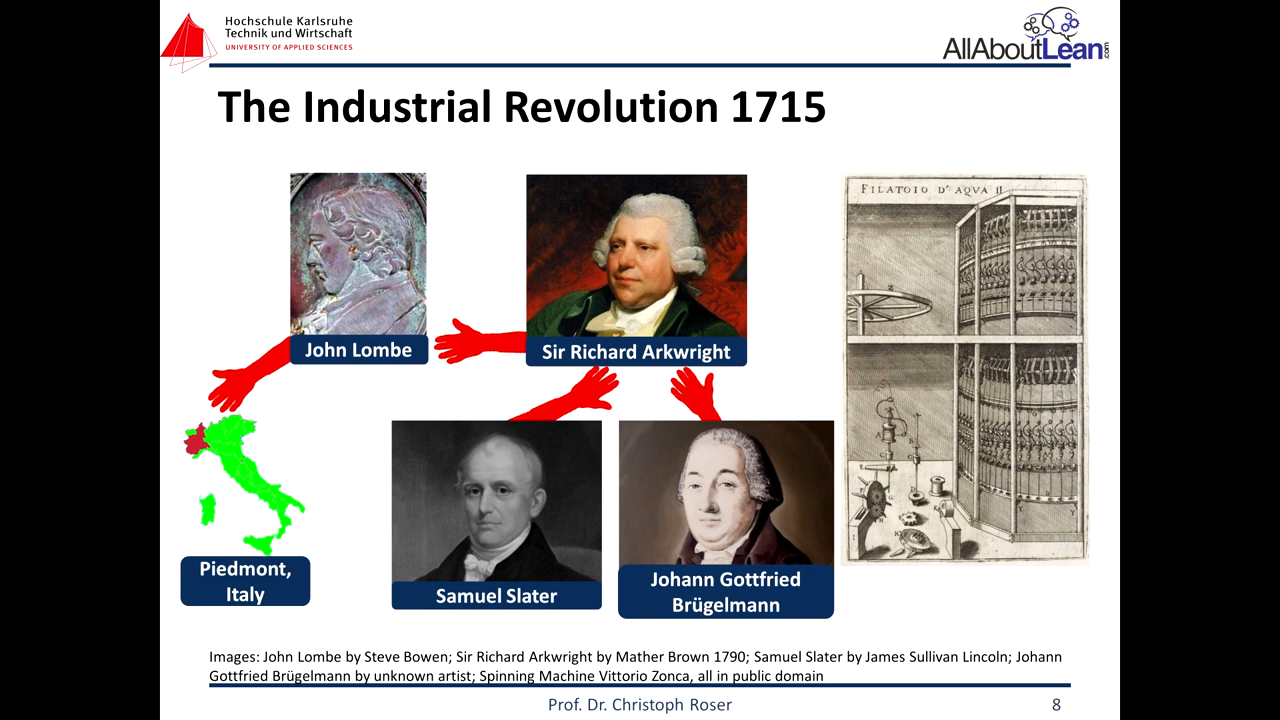 Hochschule Karlsruhe
Technik und Wirtschaft
UNIVERSITY OF APPLIED SCIENCES
AllAboutLean.com
The Industrial Revolution 1715
FILATOIO D' AQVA
John Lombe
Sir Richard Arkwright
Piedmont,
Italy
Samuel Slater
Johann Gottfried
Brügelmann
Images: John Lombe by Steve Bowen; Sir Richard Arkwright by Mather Brown 1790; Samuel Slater by James Sullivan Lincoln; Johann
Gottfried Brügelmann by unknown artist; Spinning Machine Vittorio Zonca, all in public domain
Prof. Dr. Christoph Roser
8